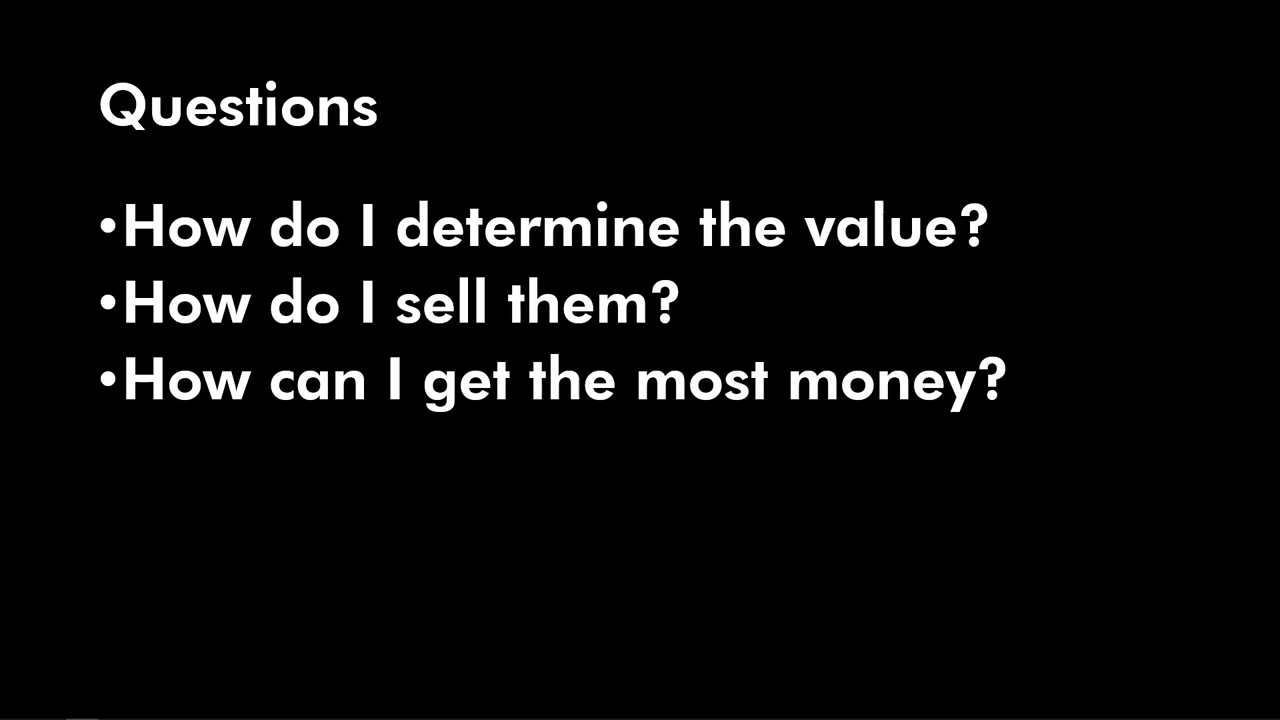 Questions
•How do I determine the value?
•How do I sell them?
•How can I get the most money?